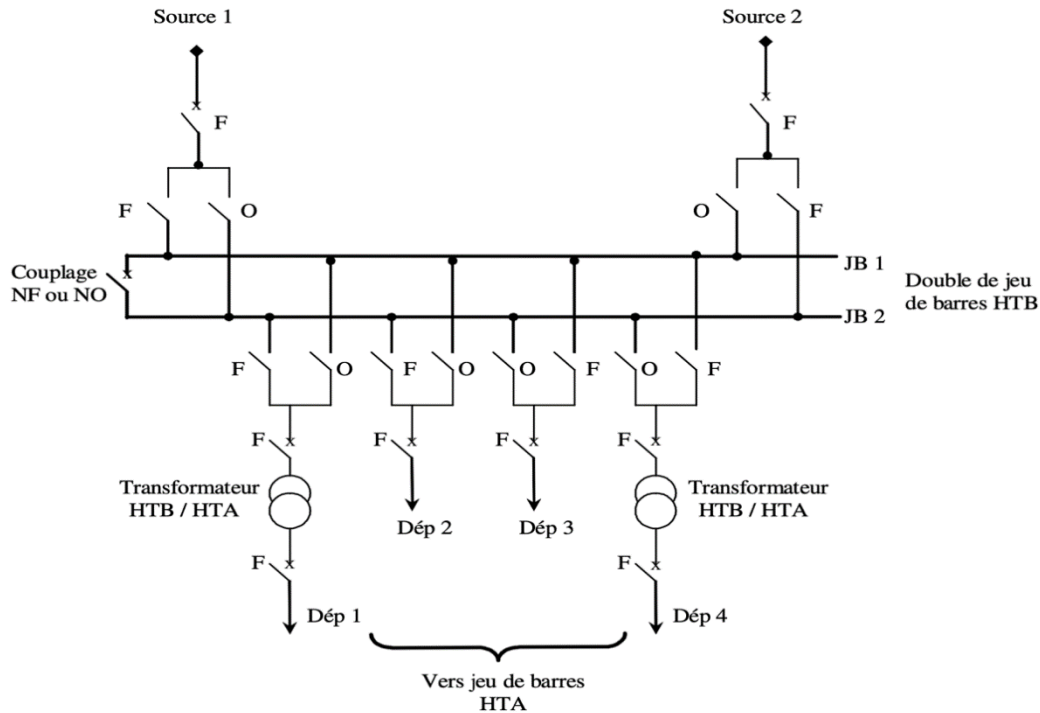 Source 1
Source 2
F
F
F
O
O
F
Couplage
NF ou NO
JB 1
JB 2
Double de jeu
de barres HTB
F
O
F
O
O
F
O
F
F
F
F
F
Transformateur
HTB / HTA
Transformateur
HTB / HTA
Dép 2
Dép 3
F
F
Dép 1
Dép 4
Vers jeu de barres
HTA